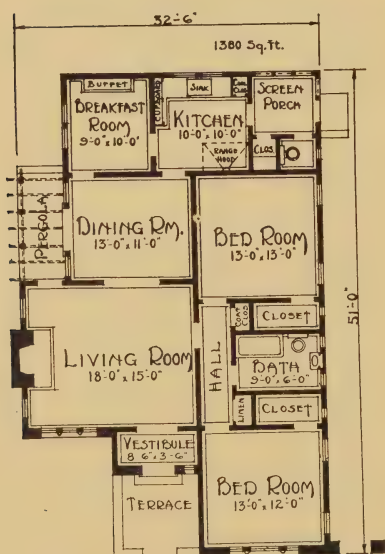 32'-6"
1380 Sq.ft.
BUFFET
BREAKFAST
ROOM
9'-0" x 10'-0"
CUPBOARD
SINK
KITCHEN
10'-0" x 10'-0"
RANGE
HOOD
SCREEN
PORCH
CLOS.
PERGOLA
DINING RM.
13'-0" x 11'-0"
BED ROOM
13'-0" x 13'-0"
51'-0"
LIVING ROOM
18'-0" x 15'-0"
HALL
COAT
CLOS
CLOSET
BATH
9'-0" x 6'-0"
LINEN
CLOSET
VESTIBULE
8'-6" x 3'-6"
TERRACE
BED ROOM
13'-0" x 12'-0"